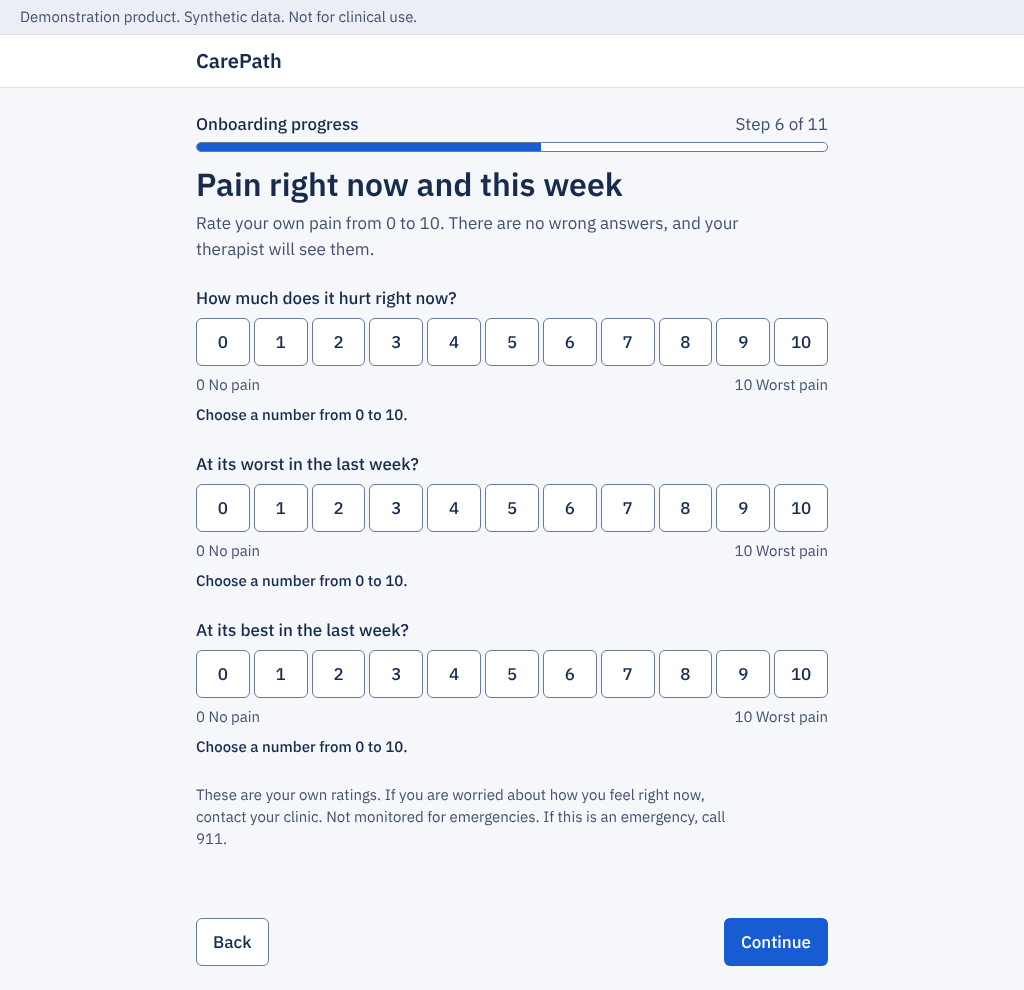 Demonstration product. Synthetic data. Not for clinical use.
CarePath
Onboarding progress
Step 6 of 11
Pain right now and this week
Rate your own pain from 0 to 10. There are no wrong answers, and your
therapist will see them.
How much does it hurt right now?
0 1 2 3 4 5 6 7 8 9 10
0 No pain
10 Worst pain
Choose a number from 0 to 10.
At its worst in the last week?
0 1 2 3 4 5 6 7 8 9 10
0 No pain
10 Worst pain
Choose a number from 0 to 10.
At its best in the last week?
0 1 2 3 4 5 6 7 8 9 10
0 No pain
10 Worst pain
Choose a number from 0 to 10.
These are your own ratings. If you are worried about how you feel right now,
contact your clinic. Not monitored for emergencies. If this is an emergency, call
911.
Back
Continue